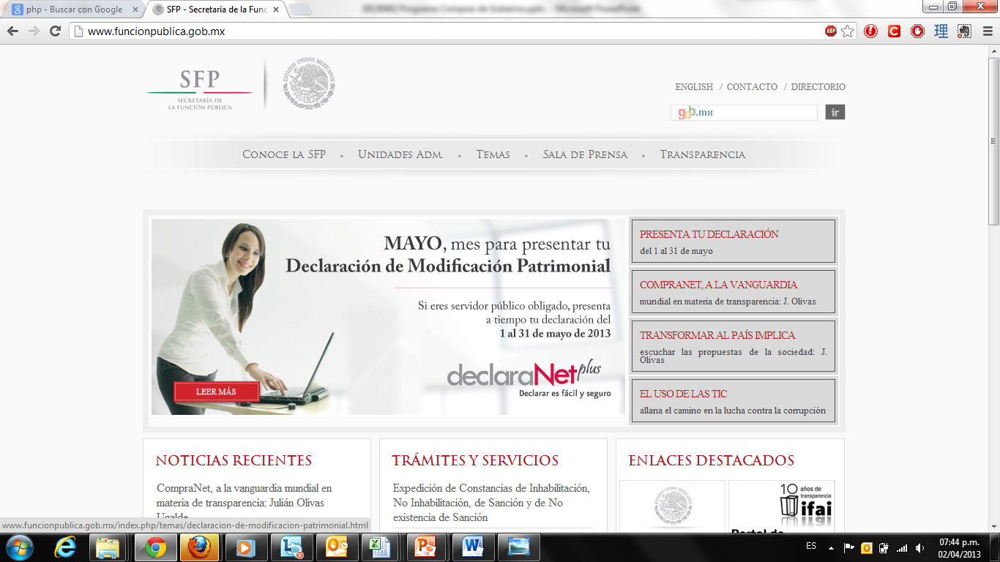 php - Buscar con Google
SFP - Secretaría de la Func
www.funcionpublica.gob.mx
ABP
SFP
SECRETARÍA DE
LA FUNCIÓN PÚBLICA
ESTADOS UNIDOS MEXICANOS
ENGLISH / CONTACTO / DIRECTORIO
gob.mx
ir
CONOCE LA SFP • UNIDADES ADM. • TEMAS • SALA DE PRENSA • TRANSPARENCIA
MAYO, mes para presentar tu
Declaración de Modificación Patrimonial
Si eres servidor público obligado, presenta
a tiempo tu declaración del
1 al 31 de mayo de 2013
declaraNet plus
Declarar es fácil y seguro
LEER MÁS
PRESENTA TU DECLARACIÓN
del 1 al 31 de mayo
COMPRANET, A LA VANGUARDIA
mundial en materia de transparencia: J. Olivas
TRANSFORMAR AL PAÍS IMPLICA
escuchar las propuestas de la sociedad: J.
Olivas
EL USO DE LAS TIC
allana el camino en la lucha contra la corrupción
NOTICIAS RECIENTES
CompraNet, a la vanguardia mundial en
materia de transparencia: Julián Olivas
Ugalde
TRÁMITES Y SERVICIOS
Expedición de Constancias de Inhabilitación,
No Inhabilitación, de Sanción y de No
existencia de Sanción
ENLACES DESTACADOS
10 años de
transparencia
ifai
Portal de
www.funcionpublica.gob.mx/index.php/temas/declaracion-de-modificacion-patrimonial.html
ES
07:44 p.m.
02/04/2013